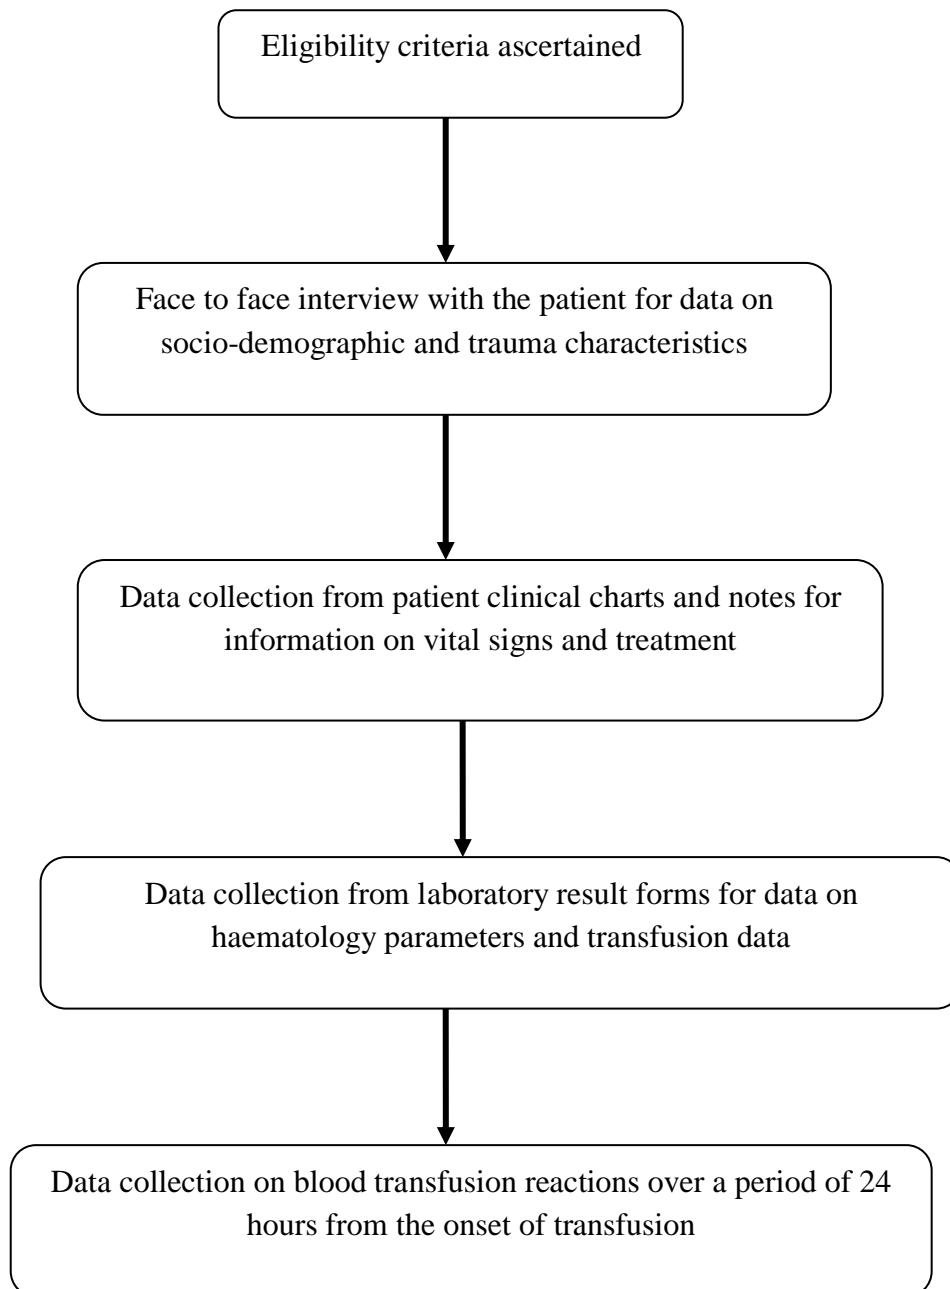 Eligibility criteria ascertained
Face to face interview with the patient for data on
socio-demographic and trauma characteristics
Data collection from patient clinical charts and notes for
information on vital signs and treatment
Data collection from laboratory result forms for data on
haematology parameters and transfusion data
Data collection on blood transfusion reactions over a period of 24
hours from the onset of transfusion